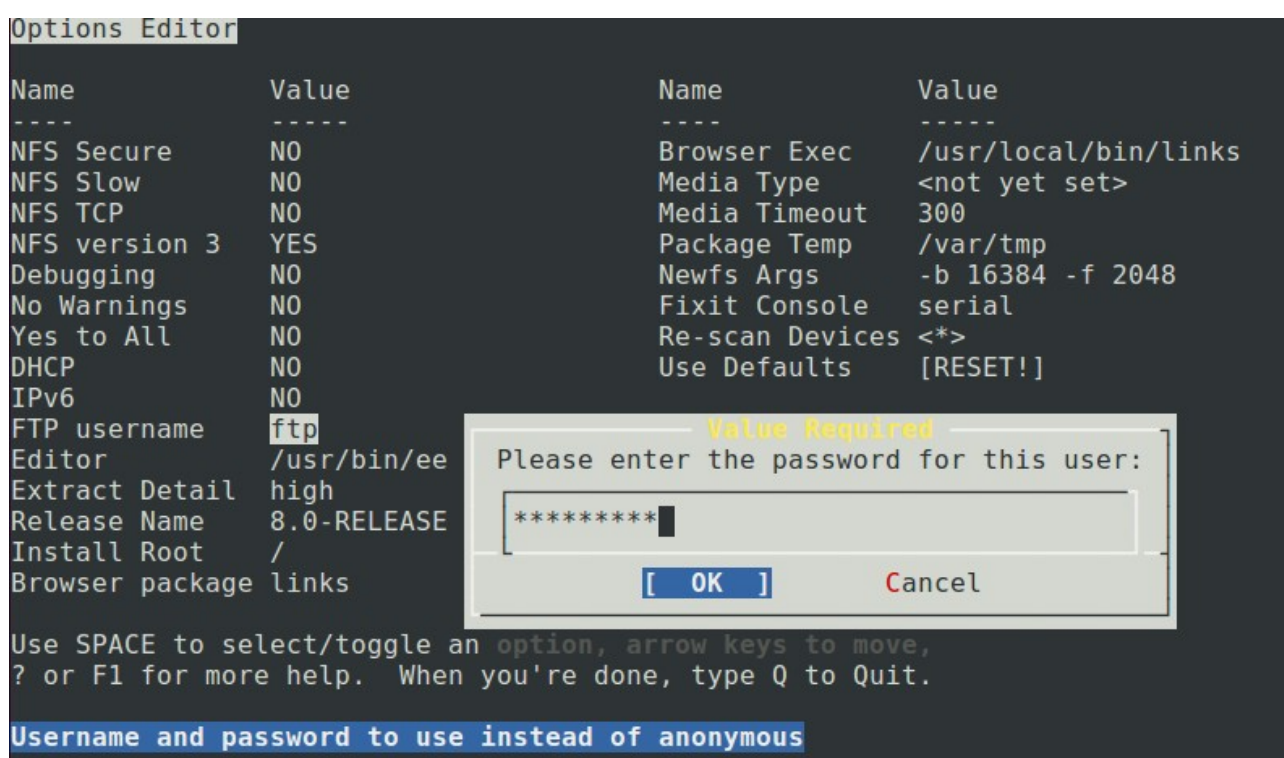 Options Editor
Name Value Name Value
---- ----- ---- -----
NFS Secure NO Browser Exec /usr/local/bin/links
NFS Slow NO Media Type <not yet set>
NFS TCP NO Media Timeout 300
NFS version 3 YES Package Temp /var/tmp
Debugging NO Newfs Args -b 16384 -f 2048
No Warnings NO Fixit Console serial
Yes to All NO Re-scan Devices <*>
DHCP NO Use Defaults [RESET!]
IPv6 NO
FTP username ftp Value Required
Editor /usr/bin/ee Please enter the password for this user:
Extract Detail high
Release Name 8.0-RELEASE *********
Install Root /
Browser package links [ OK ] Cancel
Use SPACE to select/toggle an option, arrow keys to move,
? or F1 for more help. When you're done, type Q to Quit.
Username and password to use instead of anonymous